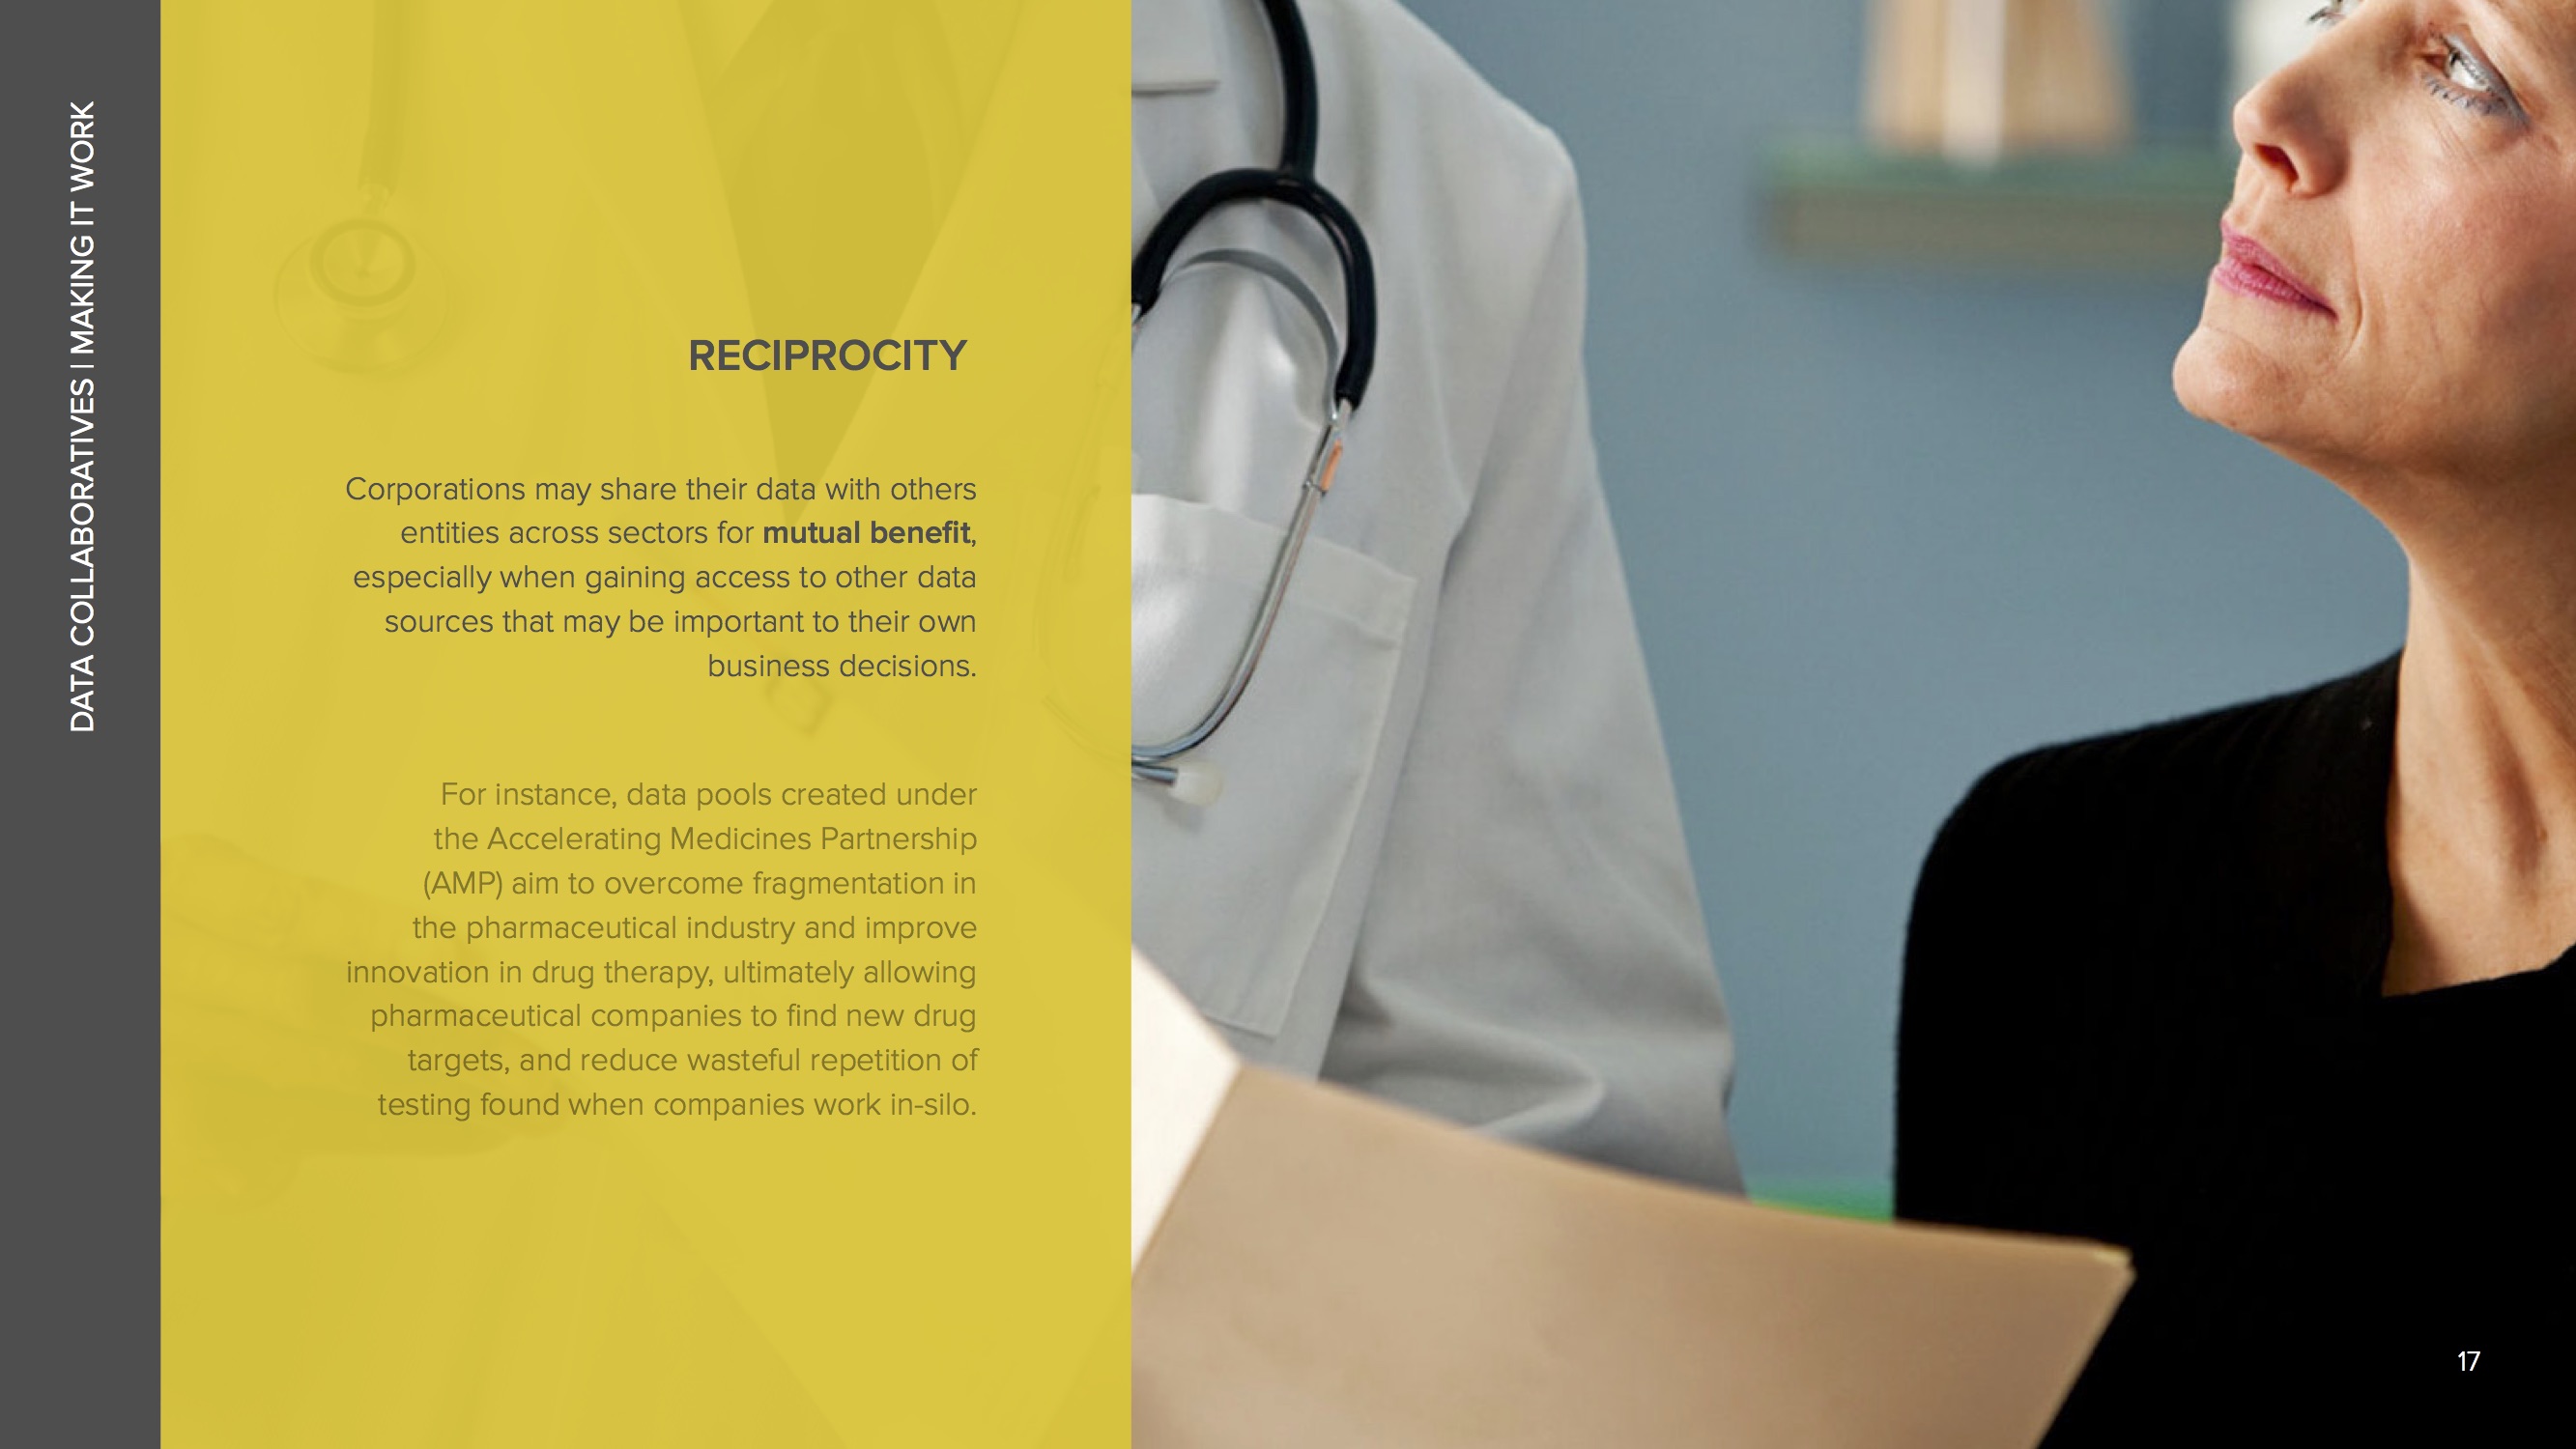 DATA COLLABORATIVES | MAKING IT WORK
RECIPROCITY
Corporations may share their data with others
entities across sectors for mutual benefit,
especially when gaining access to other data
sources that may be important to their own
business decisions.
For instance, data pools created under
the Accelerating Medicines Partnership
(AMP) aim to overcome fragmentation in
the pharmaceutical industry and improve
innovation in drug therapy, ultimately allowing
pharmaceutical companies to find new drug
targets, and reduce wasteful repetition of
testing found when companies work in-silo.
17